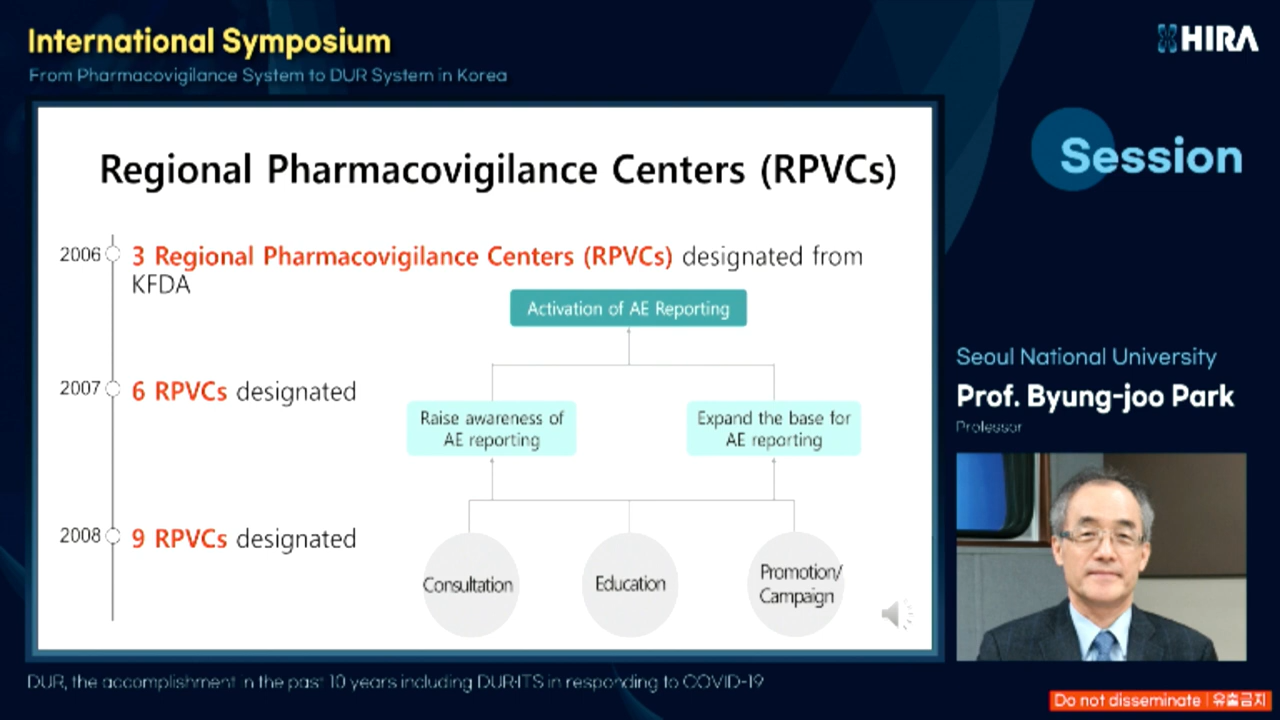 International Symposium
From Pharmacovigilance System to DUR System in Korea
HIRA
Session
Regional Pharmacovigilance Centers (RPVCs)
2006
3 Regional Pharmacovigilance Centers (RPVCs) designated from
KFDA
Activation of AE Reporting
2007
6 RPVCs designated
Raise awareness of
AE reporting
Expand the base for
AE reporting
2008
9 RPVCs designated
Consultation
Education
Promotion/
Campaign
Seoul National University
Prof. Byung-joo Park
Professor
DUR, the accomplishment in the past 10 years including DUR·ITS in responding to COVID-19
Do not disseminate | 유출금지